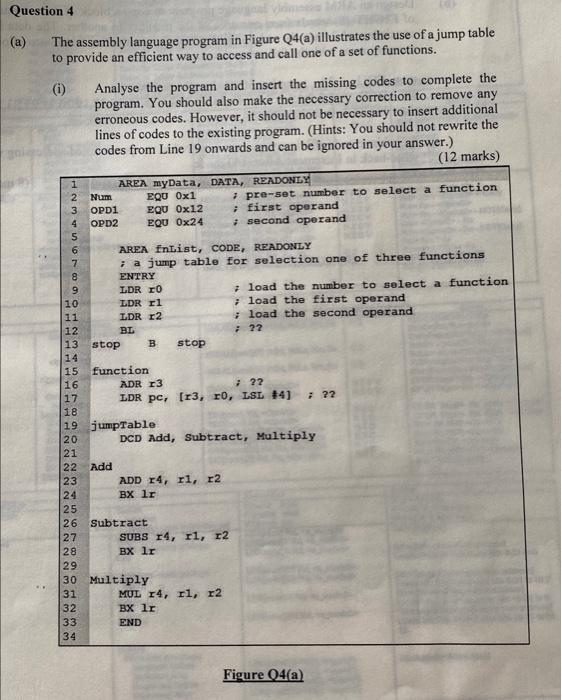 Question 4
(a) The assembly language program in Figure Q4(a) illustrates the use of a jump table
to provide an efficient way to access and call one of a set of functions.
(i) Analyse the program and insert the missing codes to complete the
program. You should also make the necessary correction to remove any
erroneous codes. However, it should not be necessary to insert additional
lines of codes to the existing program. (Hints: You should not rewrite the
codes from Line 19 onwards and can be ignored in your answer.)
(12 marks)
1 AREA myData, DATA, READONLY
2 Num EQU 0x1 ; pre-set number to select a function
3 OPD1 EQU 0x12 ; first operand
4 OPD2 EQU 0x24 ; second operand
5
6 AREA fnList, CODE, READONLY
7 ; a jump table for selection one of three functions
8 ENTRY
9 LDR r0 ; load the number to select a function
10 LDR r1 ; load the first operand
11 LDR r2 ; load the second operand
12 BL ; ??
13 stop B stop
14
15 function
16 ADR r3 ; ??
17 LDR pc, [r3, r0, LSL #4] ; ??
18
19 jumpTable
20 DCD Add, Subtract, Multiply
21
22 Add
23 ADD r4, r1, r2
24 BX lr
25
26 Subtract
27 SUBS r4, r1, r2
28 BX lr
29
30 Multiply
31 MUL r4, r1, r2
32 BX lr
33 END
34
Figure Q4(a)